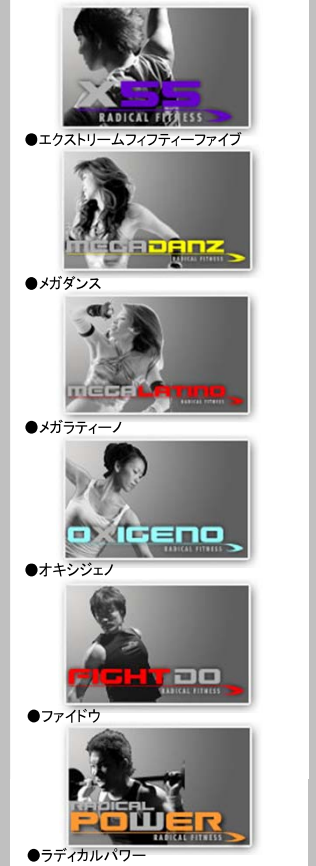 X55
RADICAL FITNESS
●エクストリームフィフティーファイブ
MEGADANZ
RADICAL FITNESS
●メガダンス
MEGALATINO
RADICAL FITNESS
●メガラティーノ
OXIGENO
RADICAL FITNESS
●オキシジェノ
FIGHTDO
RADICAL FITNESS
●ファイドウ
RADICAL
POWER
RADICAL FITNESS
●ラディカルパワー